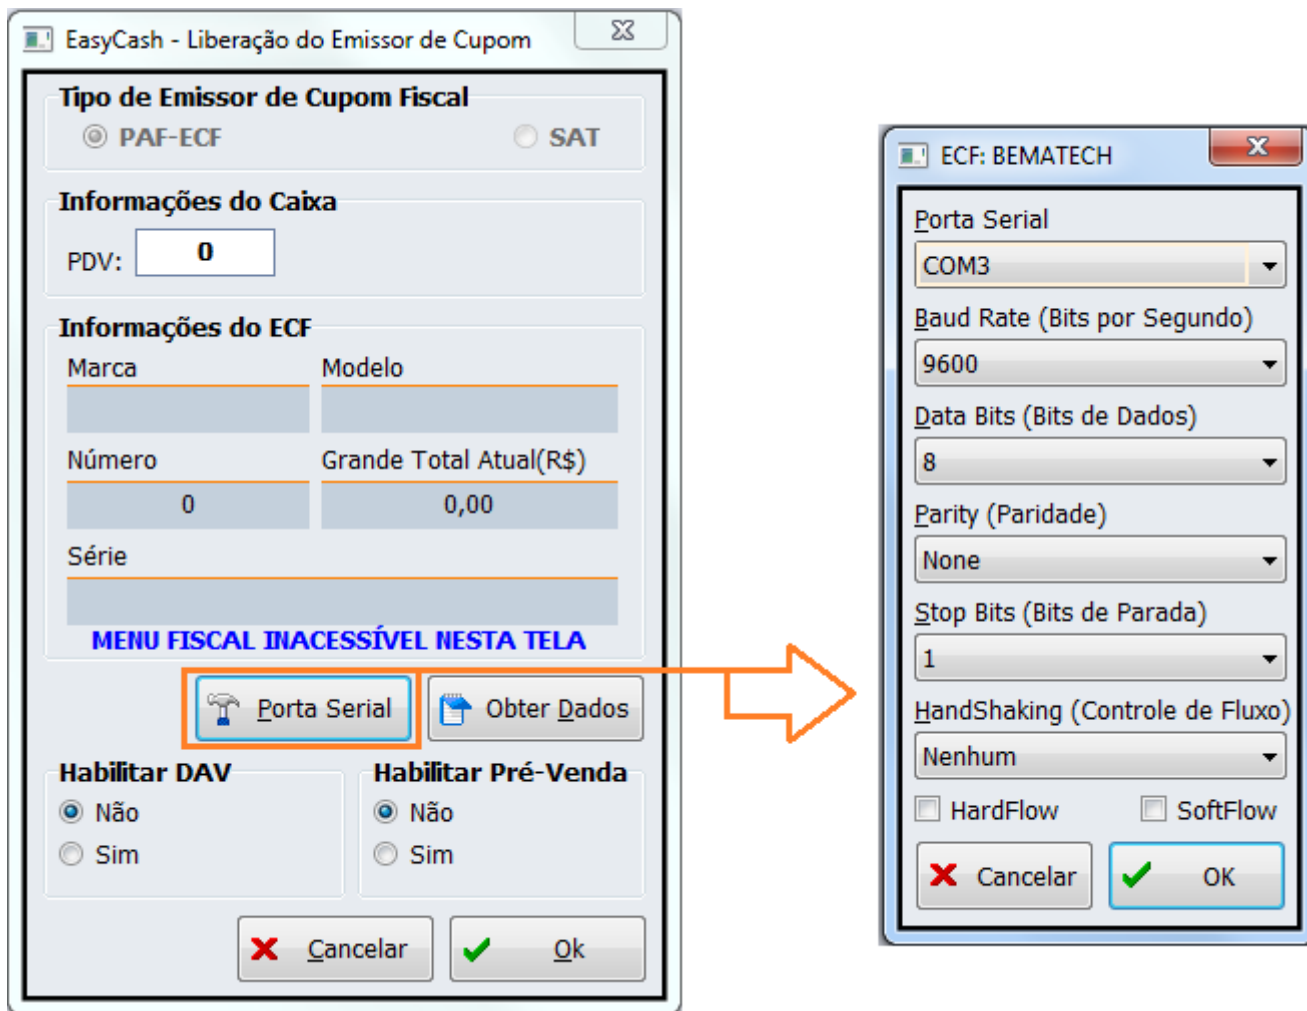 EasyCash - Liberação do Emissor de Cupom
Tipo de Emissor de Cupom Fiscal
PAF-ECF SAT
Informações do Caixa
PDV: 0
Informações do ECF
Marca Modelo
Número Grande Total Atual(R$)
0 0,00
Série
MENU FISCAL INACESSÍVEL NESTA TELA
Porta Serial Obter Dados
Habilitar DAV Habilitar Pré-Venda
Não Não
Sim Sim
Cancelar Ok
ECF: BEMATECH
Porta Serial
COM3
Baud Rate (Bits por Segundo)
9600
Data Bits (Bits de Dados)
8
Parity (Paridade)
None
Stop Bits (Bits de Parada)
1
HandShaking (Controle de Fluxo)
Nenhum
HardFlow SoftFlow
Cancelar OK